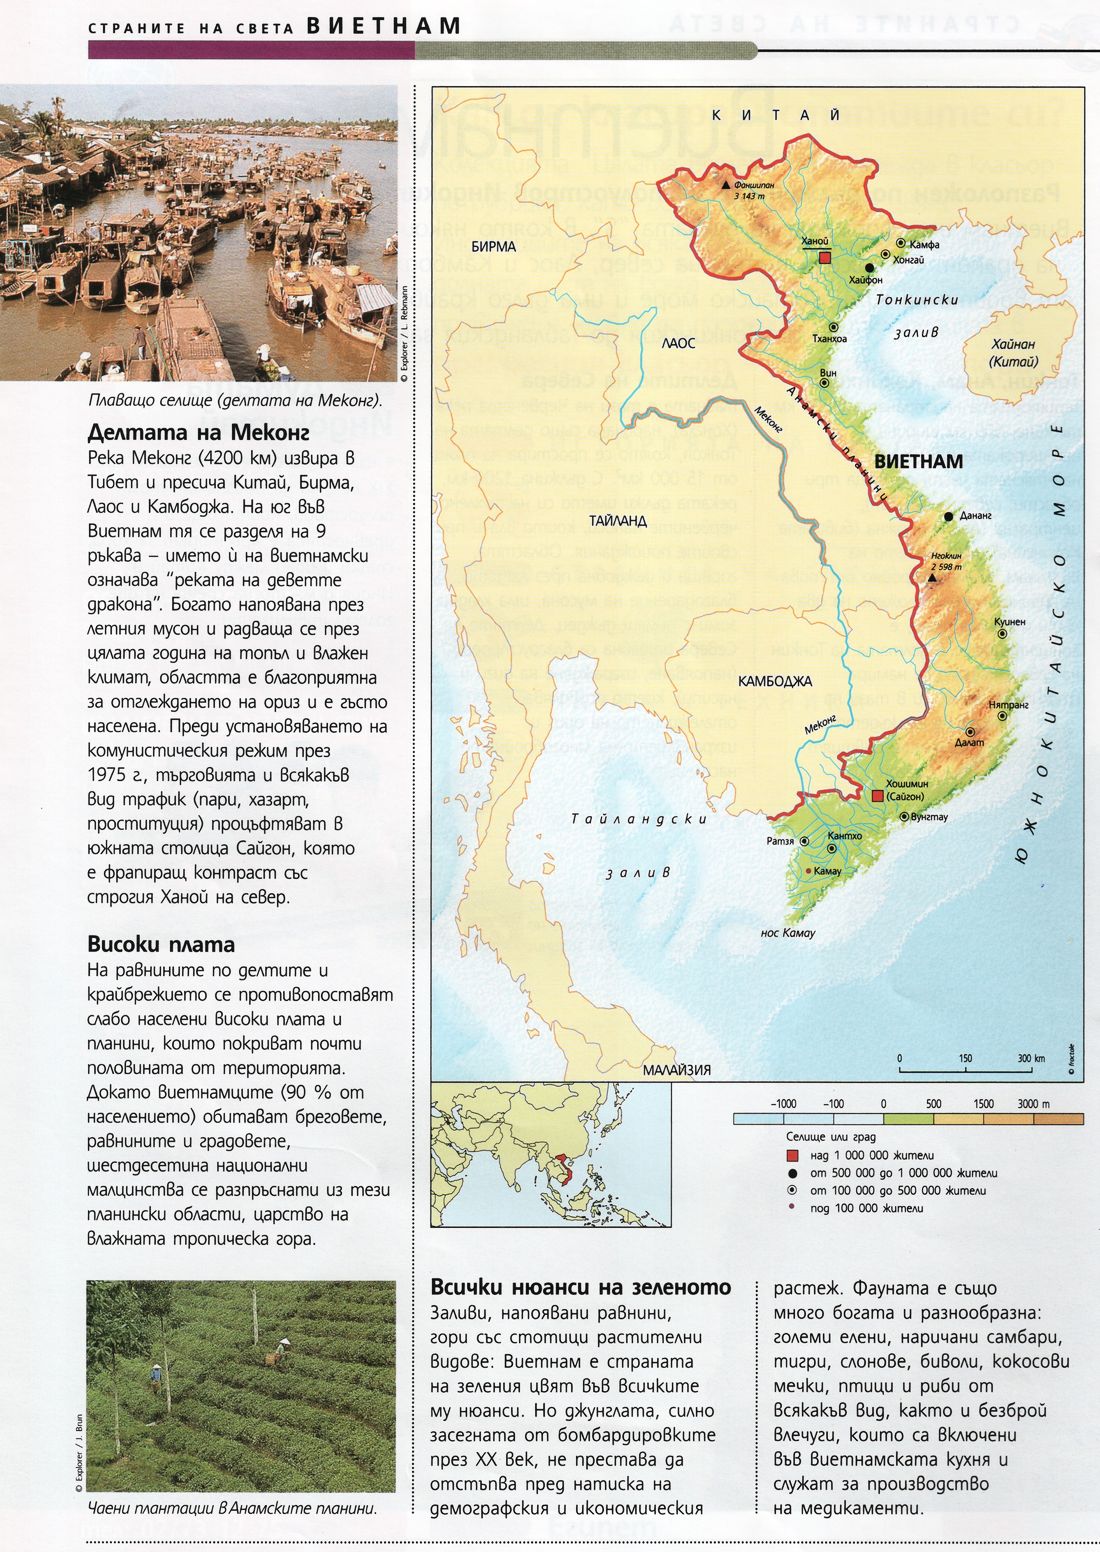 СТРАНИТЕ НА СВЕТА ВИЕТНАМ
© Explorer / L. Rebmann
Плаващо селище (делтата на Меконг).
Делтата на Меконг
Река Меконг (4200 км) извира в
Тибет и пресича Китай, Бирма,
Лаос и Камбоджа. На юг във
Виетнам тя се разделя на 9
ръкава – името ѝ на виетнамски
означава "реката на деветте
дракона". Богато напоявана през
летния мусон и радваща се през
цялата година на топъл и влажен
климат, областта е благоприятна
за отглеждането на ориз и е гъсто
населена. Преди установяването на
комунистическия режим през
1975 г., търговията и всякакъв
вид трафик (пари, хазарт,
проституция) процъфтяват в
южната столица Сайгон, която
е фрапиращ контраст със
строгия Ханой на север.
Високи плата
На равнините по делтите и
крайбрежието се противопоставят
слабо населени високи плата и
планини, които покриват почти
половината от територията.
Докато виетнамците (90 % от
населението) обитават бреговете,
равнините и градовете,
шестдесетина национални
малцинства се разпръснати из тези
планински области, царство на
влажната тропическа гора.
© Explorer / J. Brun
Чаени плантации в Анамските планини.
КИТАЙ
Фаншипан
3 143 m
БИРМА
Ханой
Камфа
Хонгай
Хайфон
Тонкински
залив
Тханхоа
ЛАОС
Хайнан
(Китай)
Вин
Меконг
Анамски планини
ВИЕТНАМ
ТАЙЛАНД
Дананг
Нгоклин
2 598 m
ЮЖНОКИТАЙСКО МОРЕ
Куинен
КАМБОДЖА
Нятранг
Меконг
Далат
Хошимин
(Сайгон)
Вунгтау
Тайландски
залив
Ратзя
Кантхо
Камау
нос Камау
МАЛАЙЗИЯ
0 150 300 km
© fractale
–1000 –100 0 500 1500 3000 m
Селище или град
над 1 000 000 жители
от 500 000 до 1 000 000 жители
от 100 000 до 500 000 жители
под 100 000 жители
Всички нюанси на зеленото
Заливи, напоявани равнини,
гори със стотици растителни
видове: Виетнам е страната
на зеления цвят във всичките
му нюанси. Но джунглата, силно
засегната от бомбардировките
през XX век, не престава да
отстъпва пред натиска на
демографския и икономическия
растеж. Фауната е също
много богата и разнообразна:
големи елени, наричани самбари,
тигри, слонове, биволи, кокосови
мечки, птици и риби от
всякакъв вид, както и безброй
влечуги, които са включени
във виетнамската кухня и
служат за производство
на медикаменти.